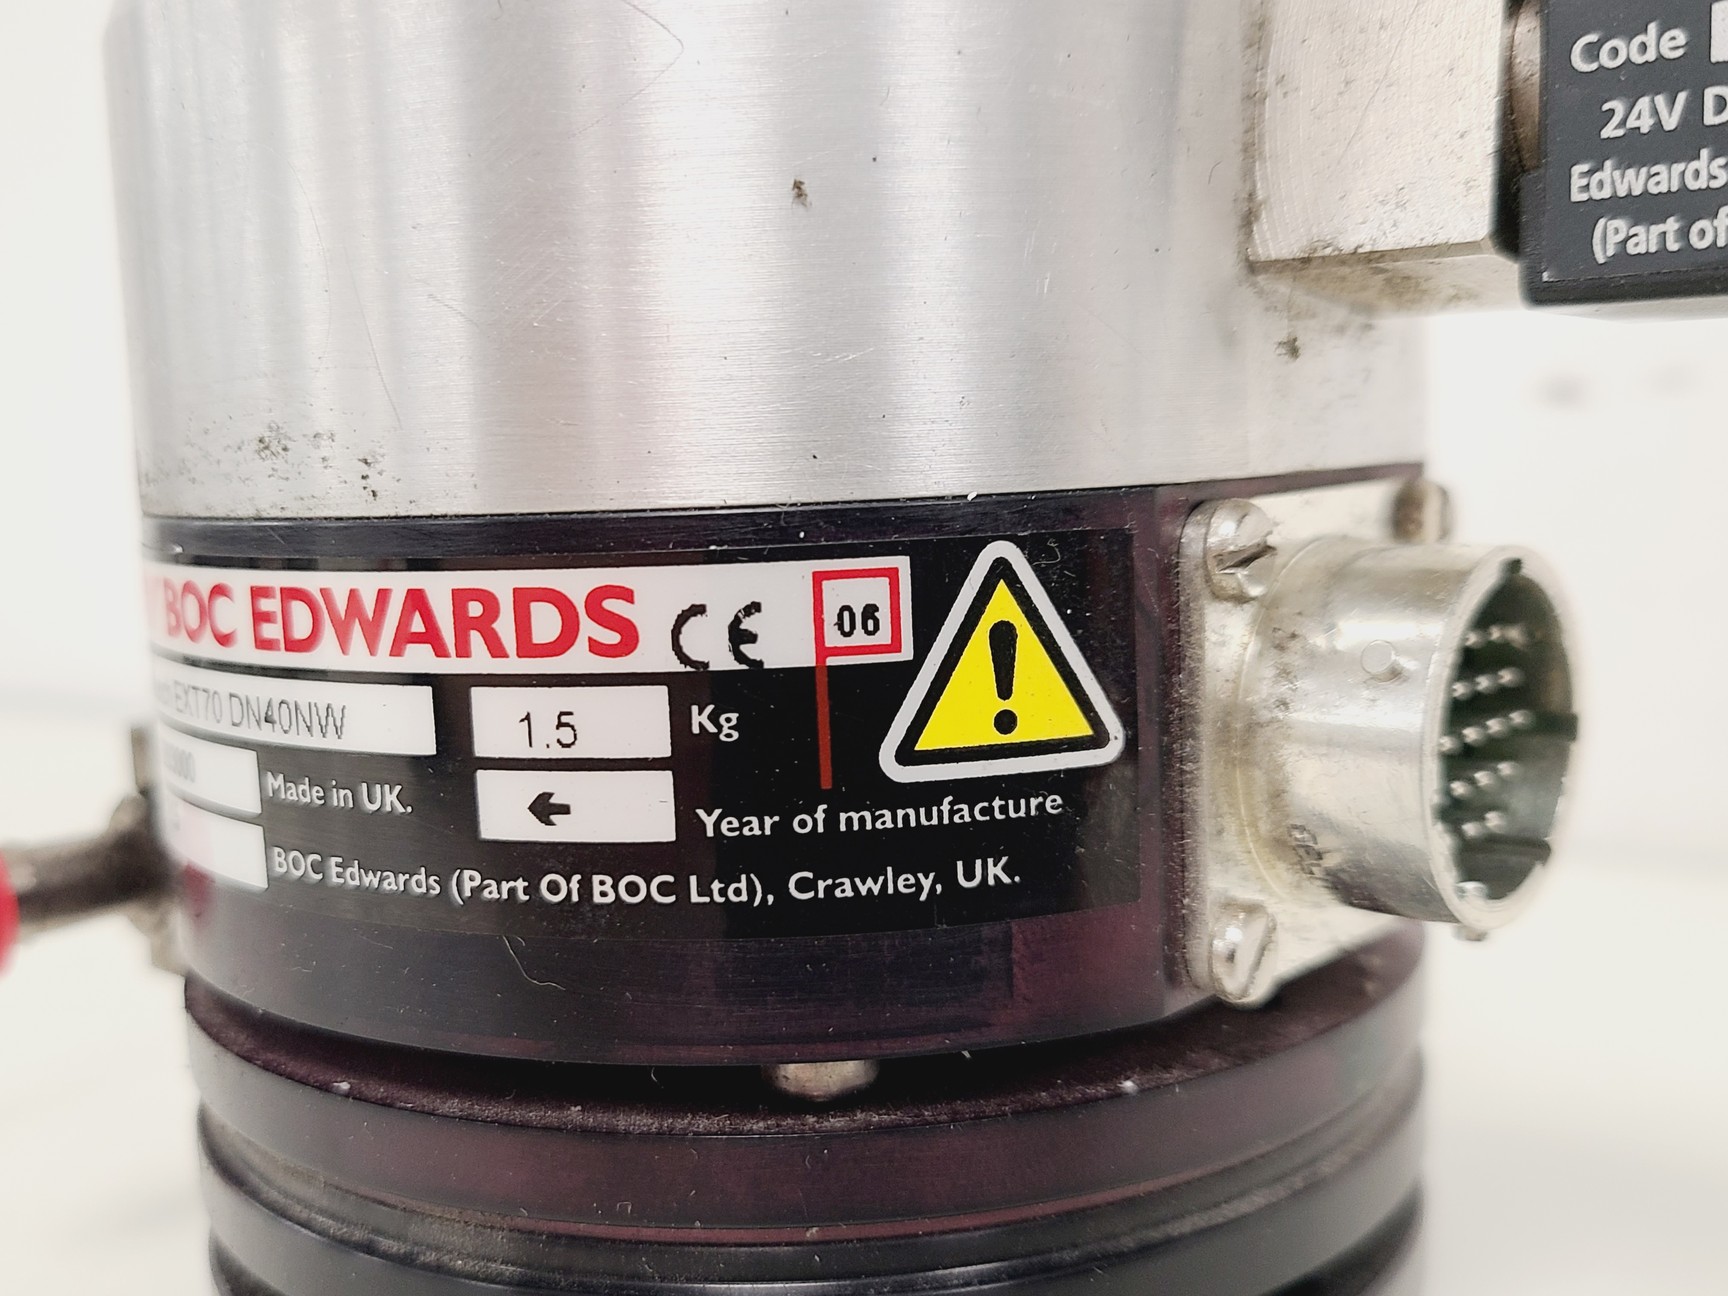 Code
24V
Edwards
(Part of
BOC EDWARDS CE 06
EXT70 DN40NW 1.5 Kg
Made in UK. Year of manufacture
BOC Edwards (Part Of BOC Ltd), Crawley, UK.